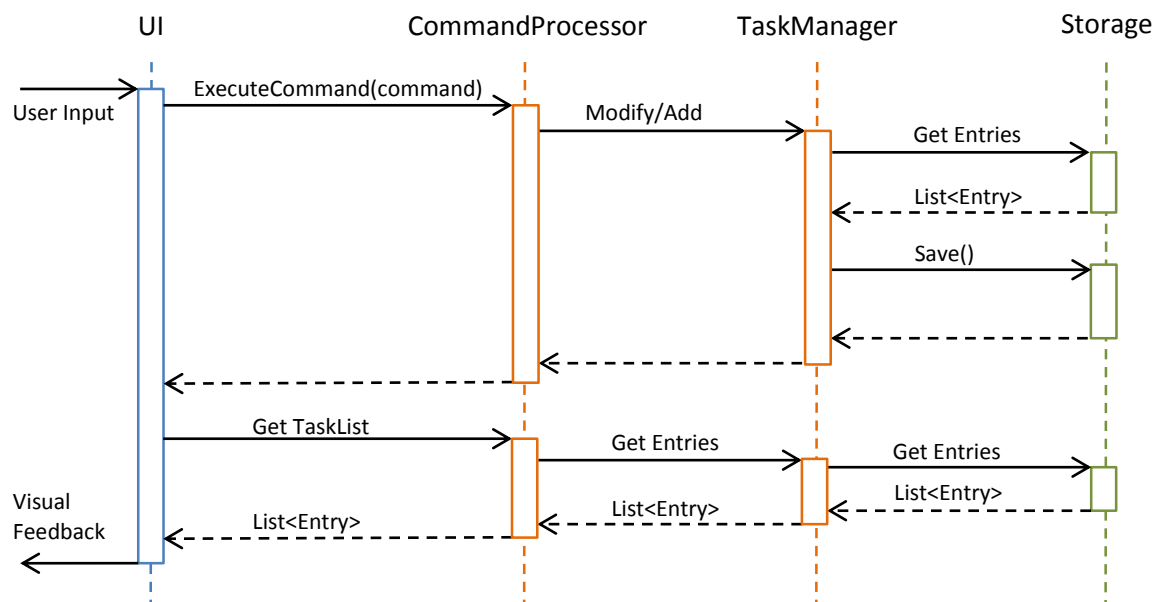 UI
CommandProcessor
TaskManager
Storage
ExecuteCommand(command)
User Input
Modify/Add
Get Entries
List<Entry>
Save()
Get TaskList
Get Entries
Get Entries
List<Entry>
List<Entry>
List<Entry>
Visual
Feedback